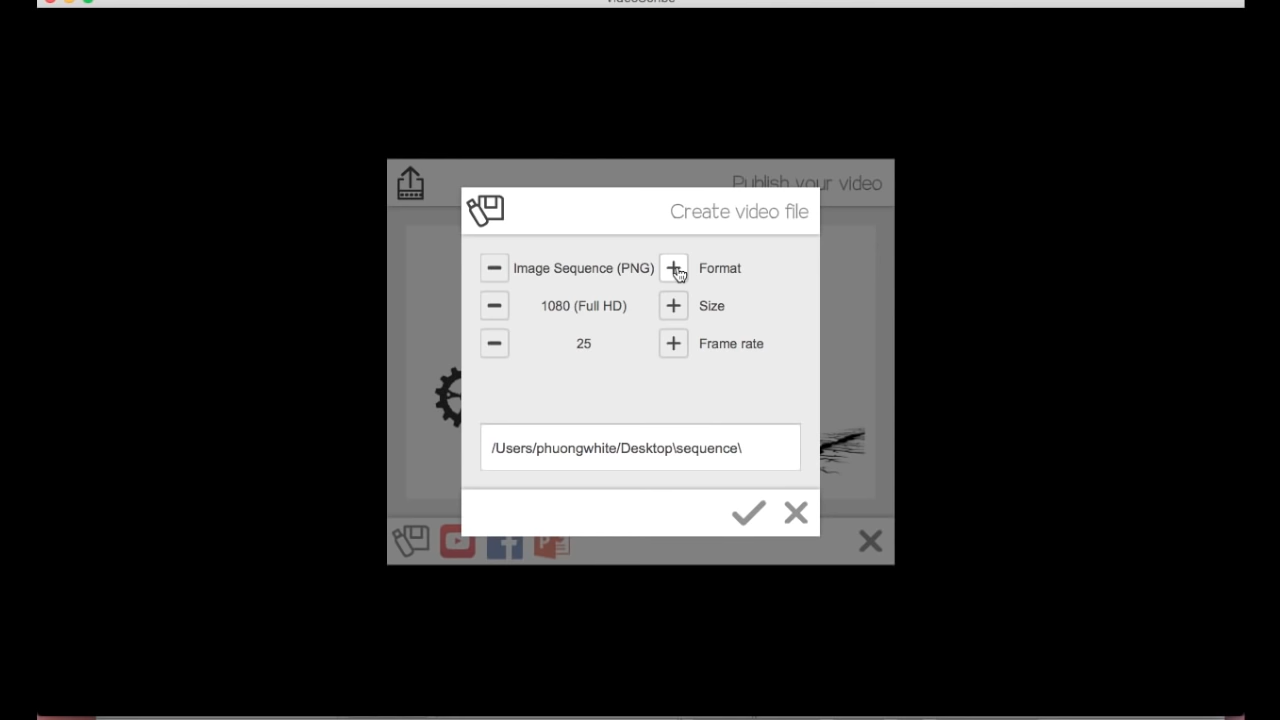 VideoScribe
Publish your video
Create video file
Image Sequence (PNG) Format
1080 (Full HD) Size
25 Frame rate
/Users/phuongwhite/Desktop\sequence\